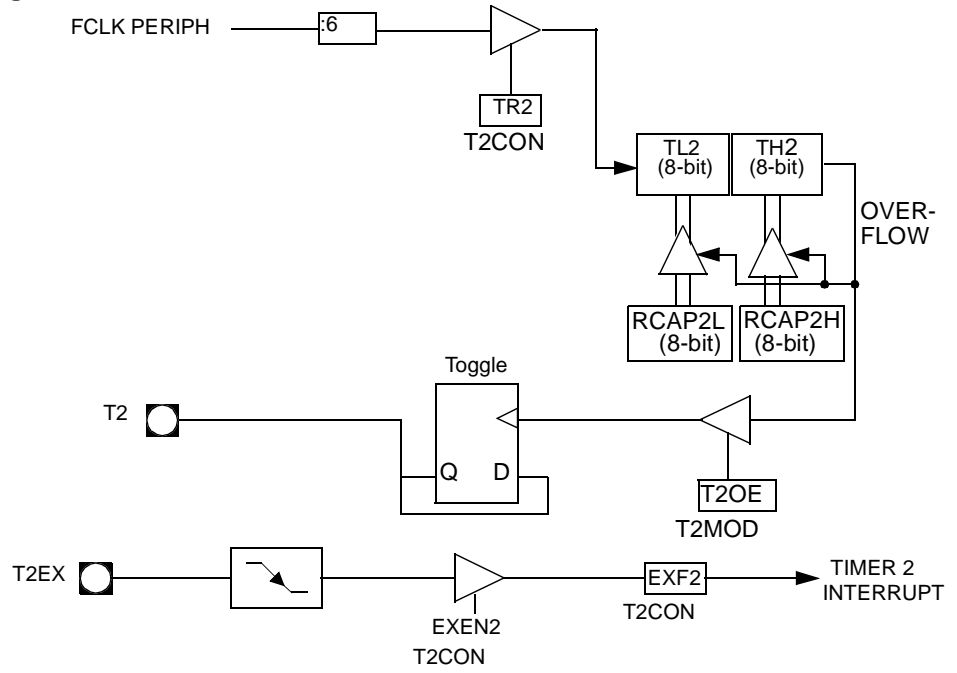 FCLK PERIPH
:6
TR2
T2CON
TL2
(8-bit)
TH2
(8-bit)
OVER-
FLOW
RCAP2L
(8-bit)
RCAP2H
(8-bit)
Toggle
T2
Q
D
T2OE
T2MOD
T2EX
EXEN2
T2CON
EXF2
T2CON
TIMER 2
INTERRUPT